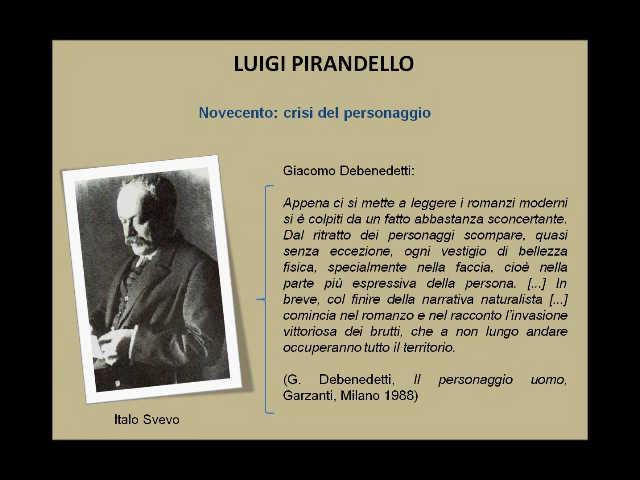 LUIGI PIRANDELLO
Novecento: crisi del personaggio
Giacomo Debenedetti:
Appena ci si mette a leggere i romanzi moderni
si è colpiti da un fatto abbastanza sconcertante.
Dal ritratto dei personaggi scompare, quasi
senza eccezione, ogni vestigio di bellezza
fisica, specialmente nella faccia, cioè nella
parte più espressiva della persona. [...] In
breve, col finire della narrativa naturalista [...]
comincia nel romanzo e nel racconto l'invasione
vittoriosa dei brutti, che a non lungo andare
occuperanno tutto il territorio.
(G. Debenedetti, Il personaggio uomo,
Garzanti, Milano 1988)
Italo Svevo